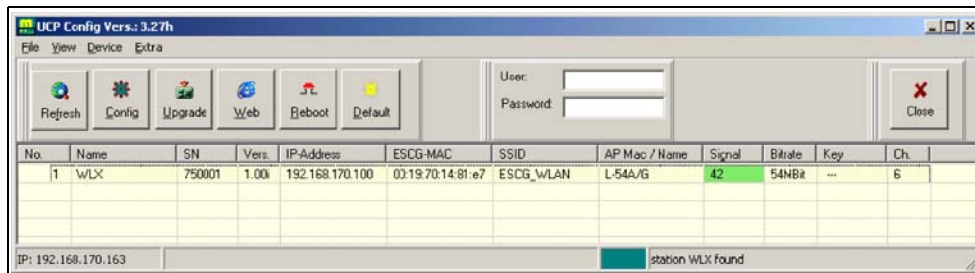 UCP Config Vers.: 3.27h
File View Device Extra
Refresh Config Upgrade Web Reboot Default
User:
Password:
Close
No. Name SN Vers. IP-Address ESCG-MAC SSID AP Mac / Name Signal Bitrate Key Ch.
1 WLX 750001 1.00i 192.168.170.100 00:19:70:14:81:e7 ESCG_WLAN L-54A/G 42 54MBit --- 6
IP: 192.168.170.163 station WLX found